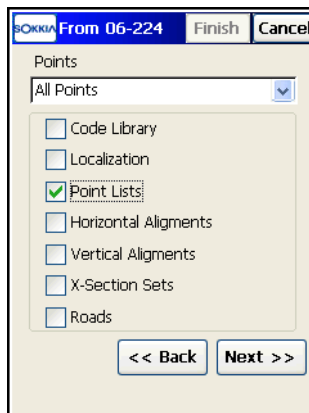 SOKKIA From 06-224 Finish Cancel
Points
All Points
Code Library
Localization
Point Lists
Horizontal Aligments
Vertical Aligments
X-Section Sets
Roads
<< Back Next >>